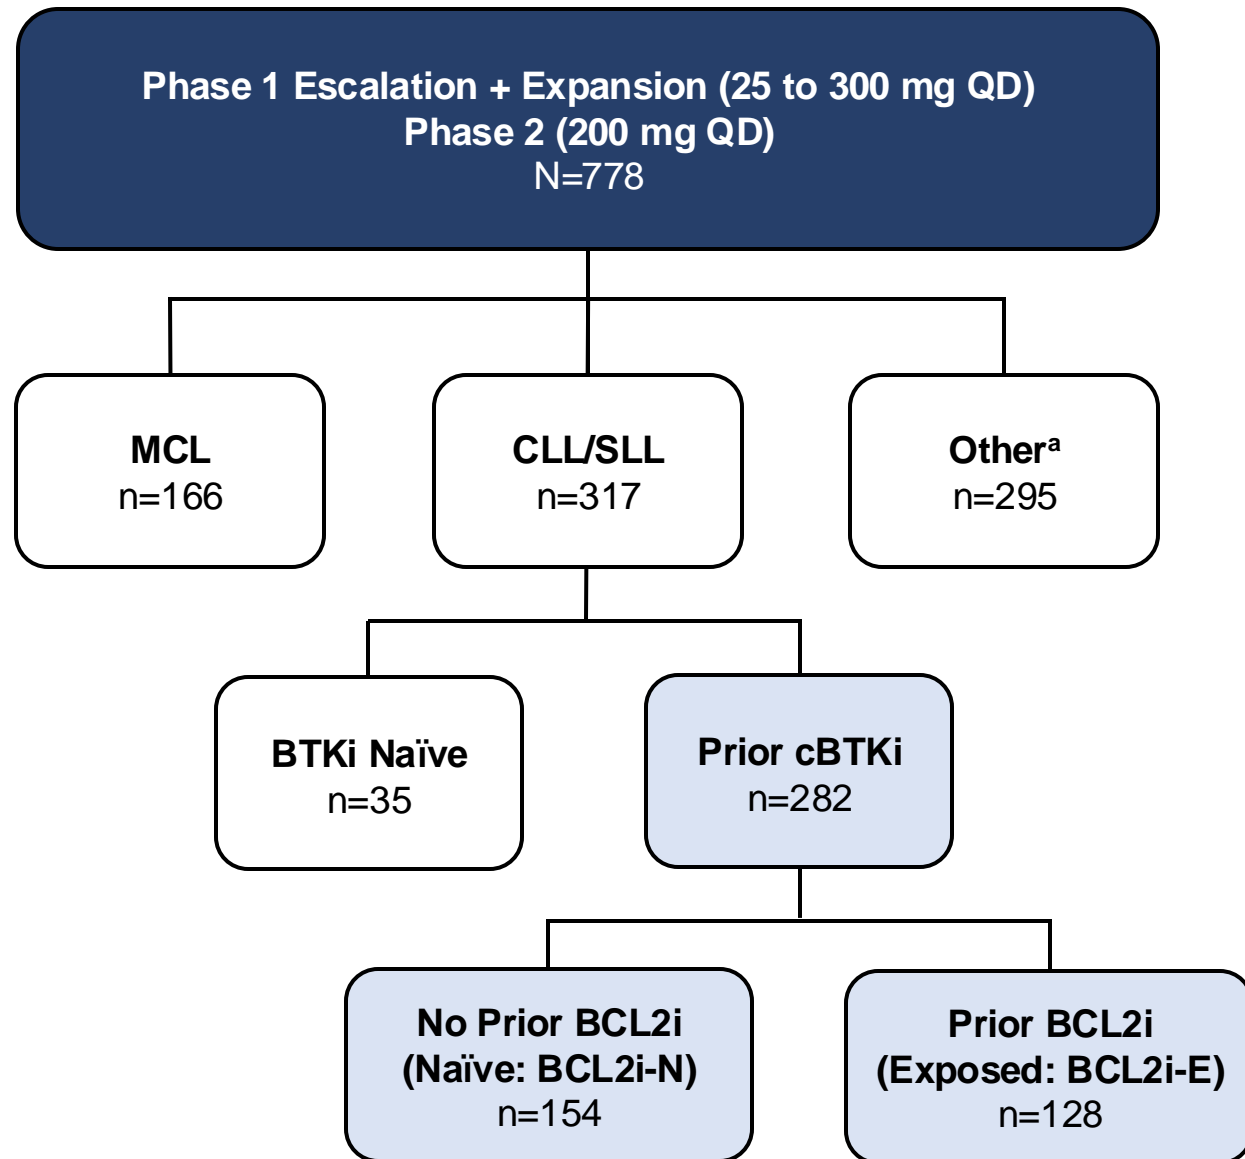 Phase 1 Escalation + Expansion (25 to 300 mg QD)
Phase 2 (200 mg QD)
N=778
MCL
n=166
CLL/SLL
n=317
Otherᵃ
n=295
BTKi Naïve
n=35
Prior cBTKi
n=282
No Prior BCL2i
(Naïve: BCL2i-N)
n=154
Prior BCL2i
(Exposed: BCL2i-E)
n=128